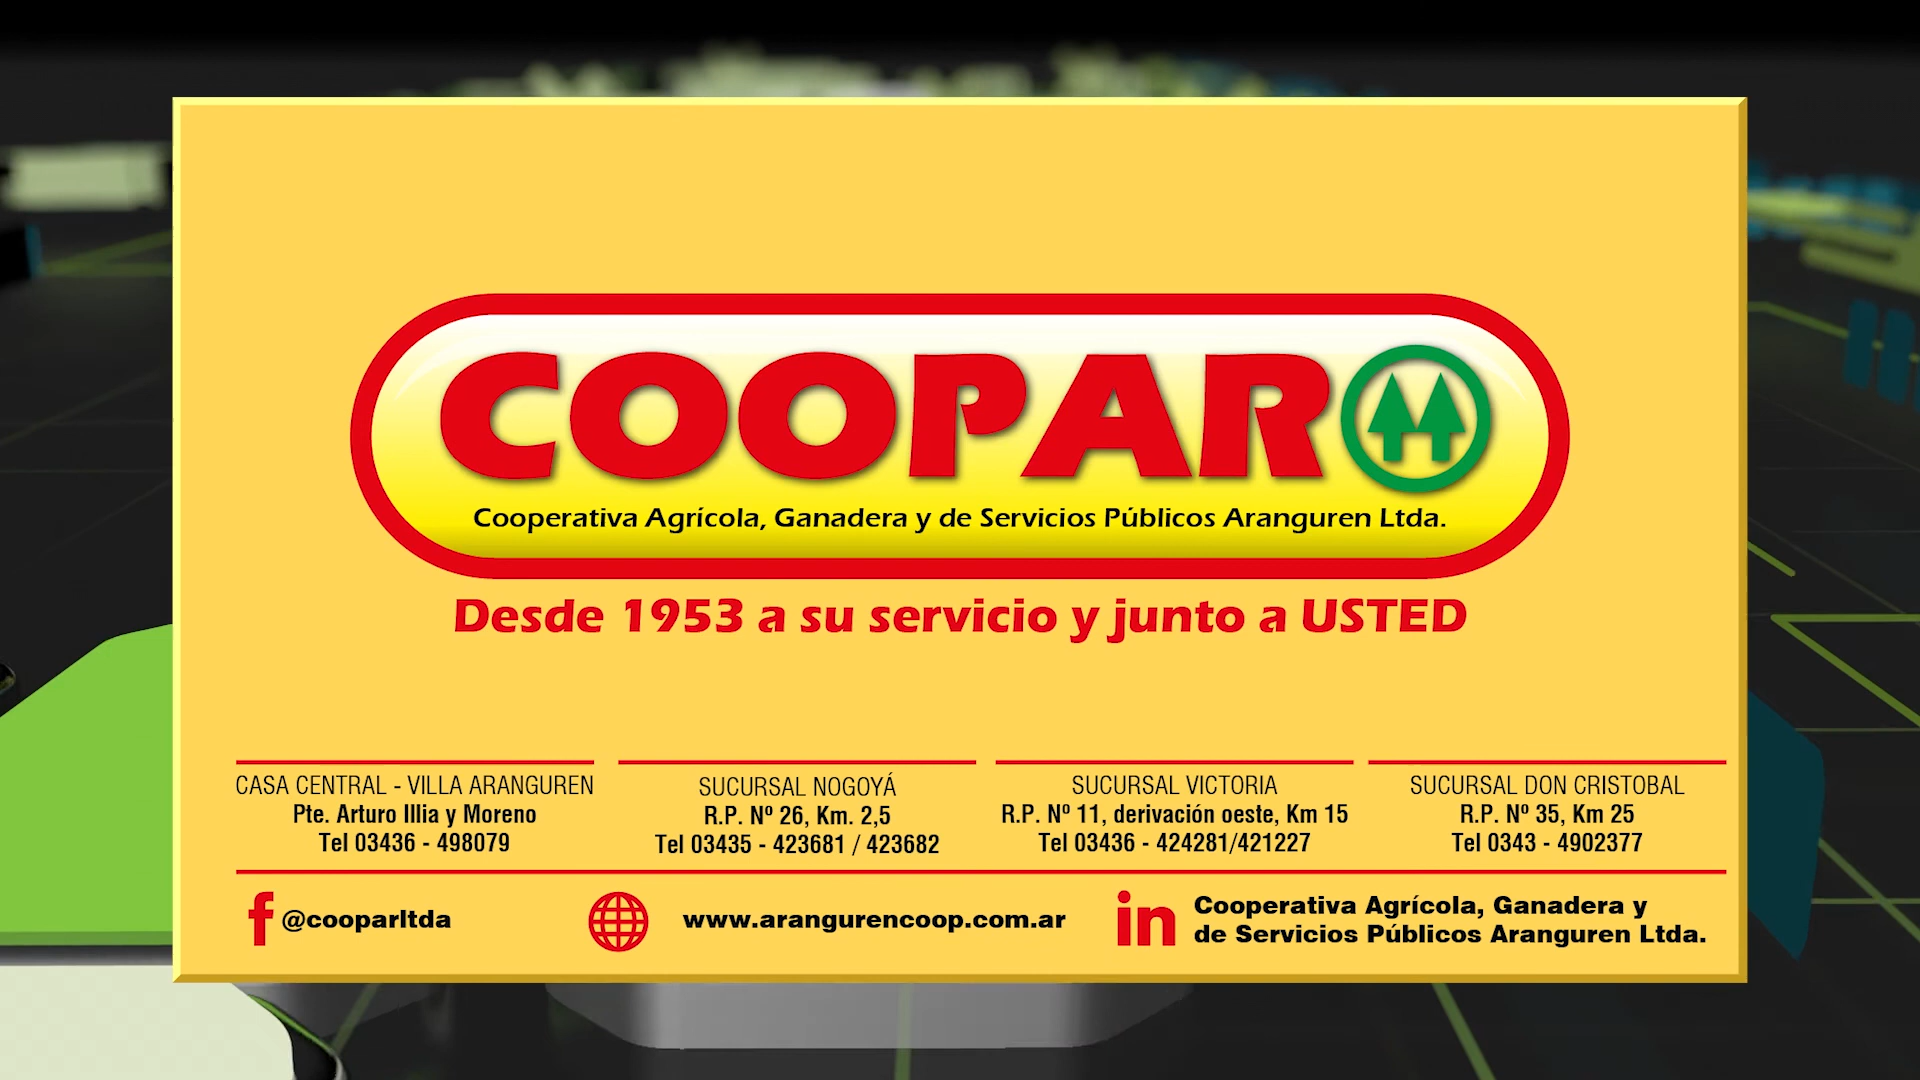 COOPAR
Cooperativa Agrícola, Ganadera y de Servicios Públicos Aranguren Ltda.
Desde 1953 a su servicio y junto a USTED
CASA CENTRAL - VILLA ARANGUREN
Pte. Arturo Illia y Moreno
Tel 03436 - 498079
SUCURSAL NOGOYÁ
R.P. Nº 26, Km. 2,5
Tel 03435 - 423681 / 423682
SUCURSAL VICTORIA
R.P. Nº 11, derivación oeste, Km 15
Tel 03436 - 424281/421227
SUCURSAL DON CRISTOBAL
R.P. Nº 35, Km 25
Tel 0343 - 4902377
@cooparltda
www.arangurencoop.com.ar
in
Cooperativa Agrícola, Ganadera y
de Servicios Públicos Aranguren Ltda.